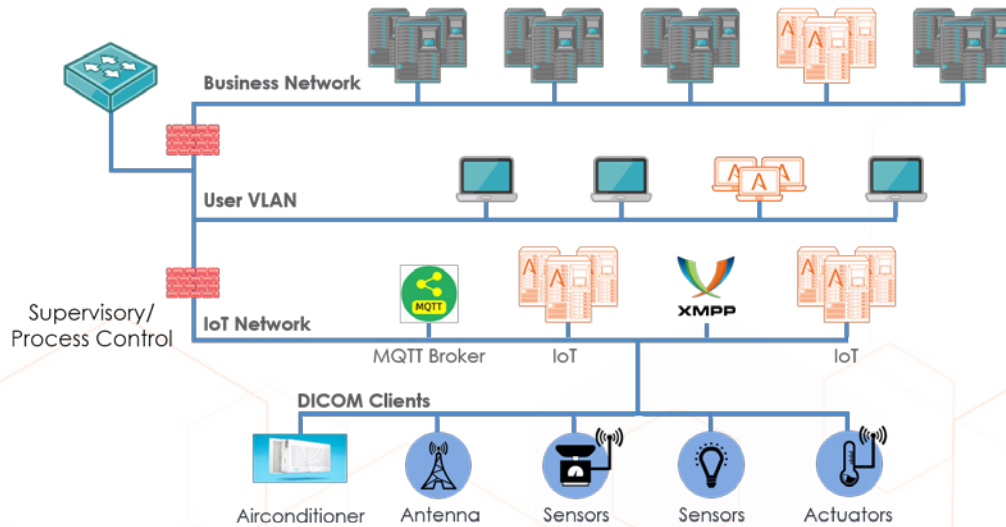 Business Network
User VLAN
Supervisory/
Process Control
IoT Network
MQTT
XMPP
MQTT Broker
IoT
IoT
DICOM Clients
Airconditioner
Antenna
Sensors
Sensors
Actuators